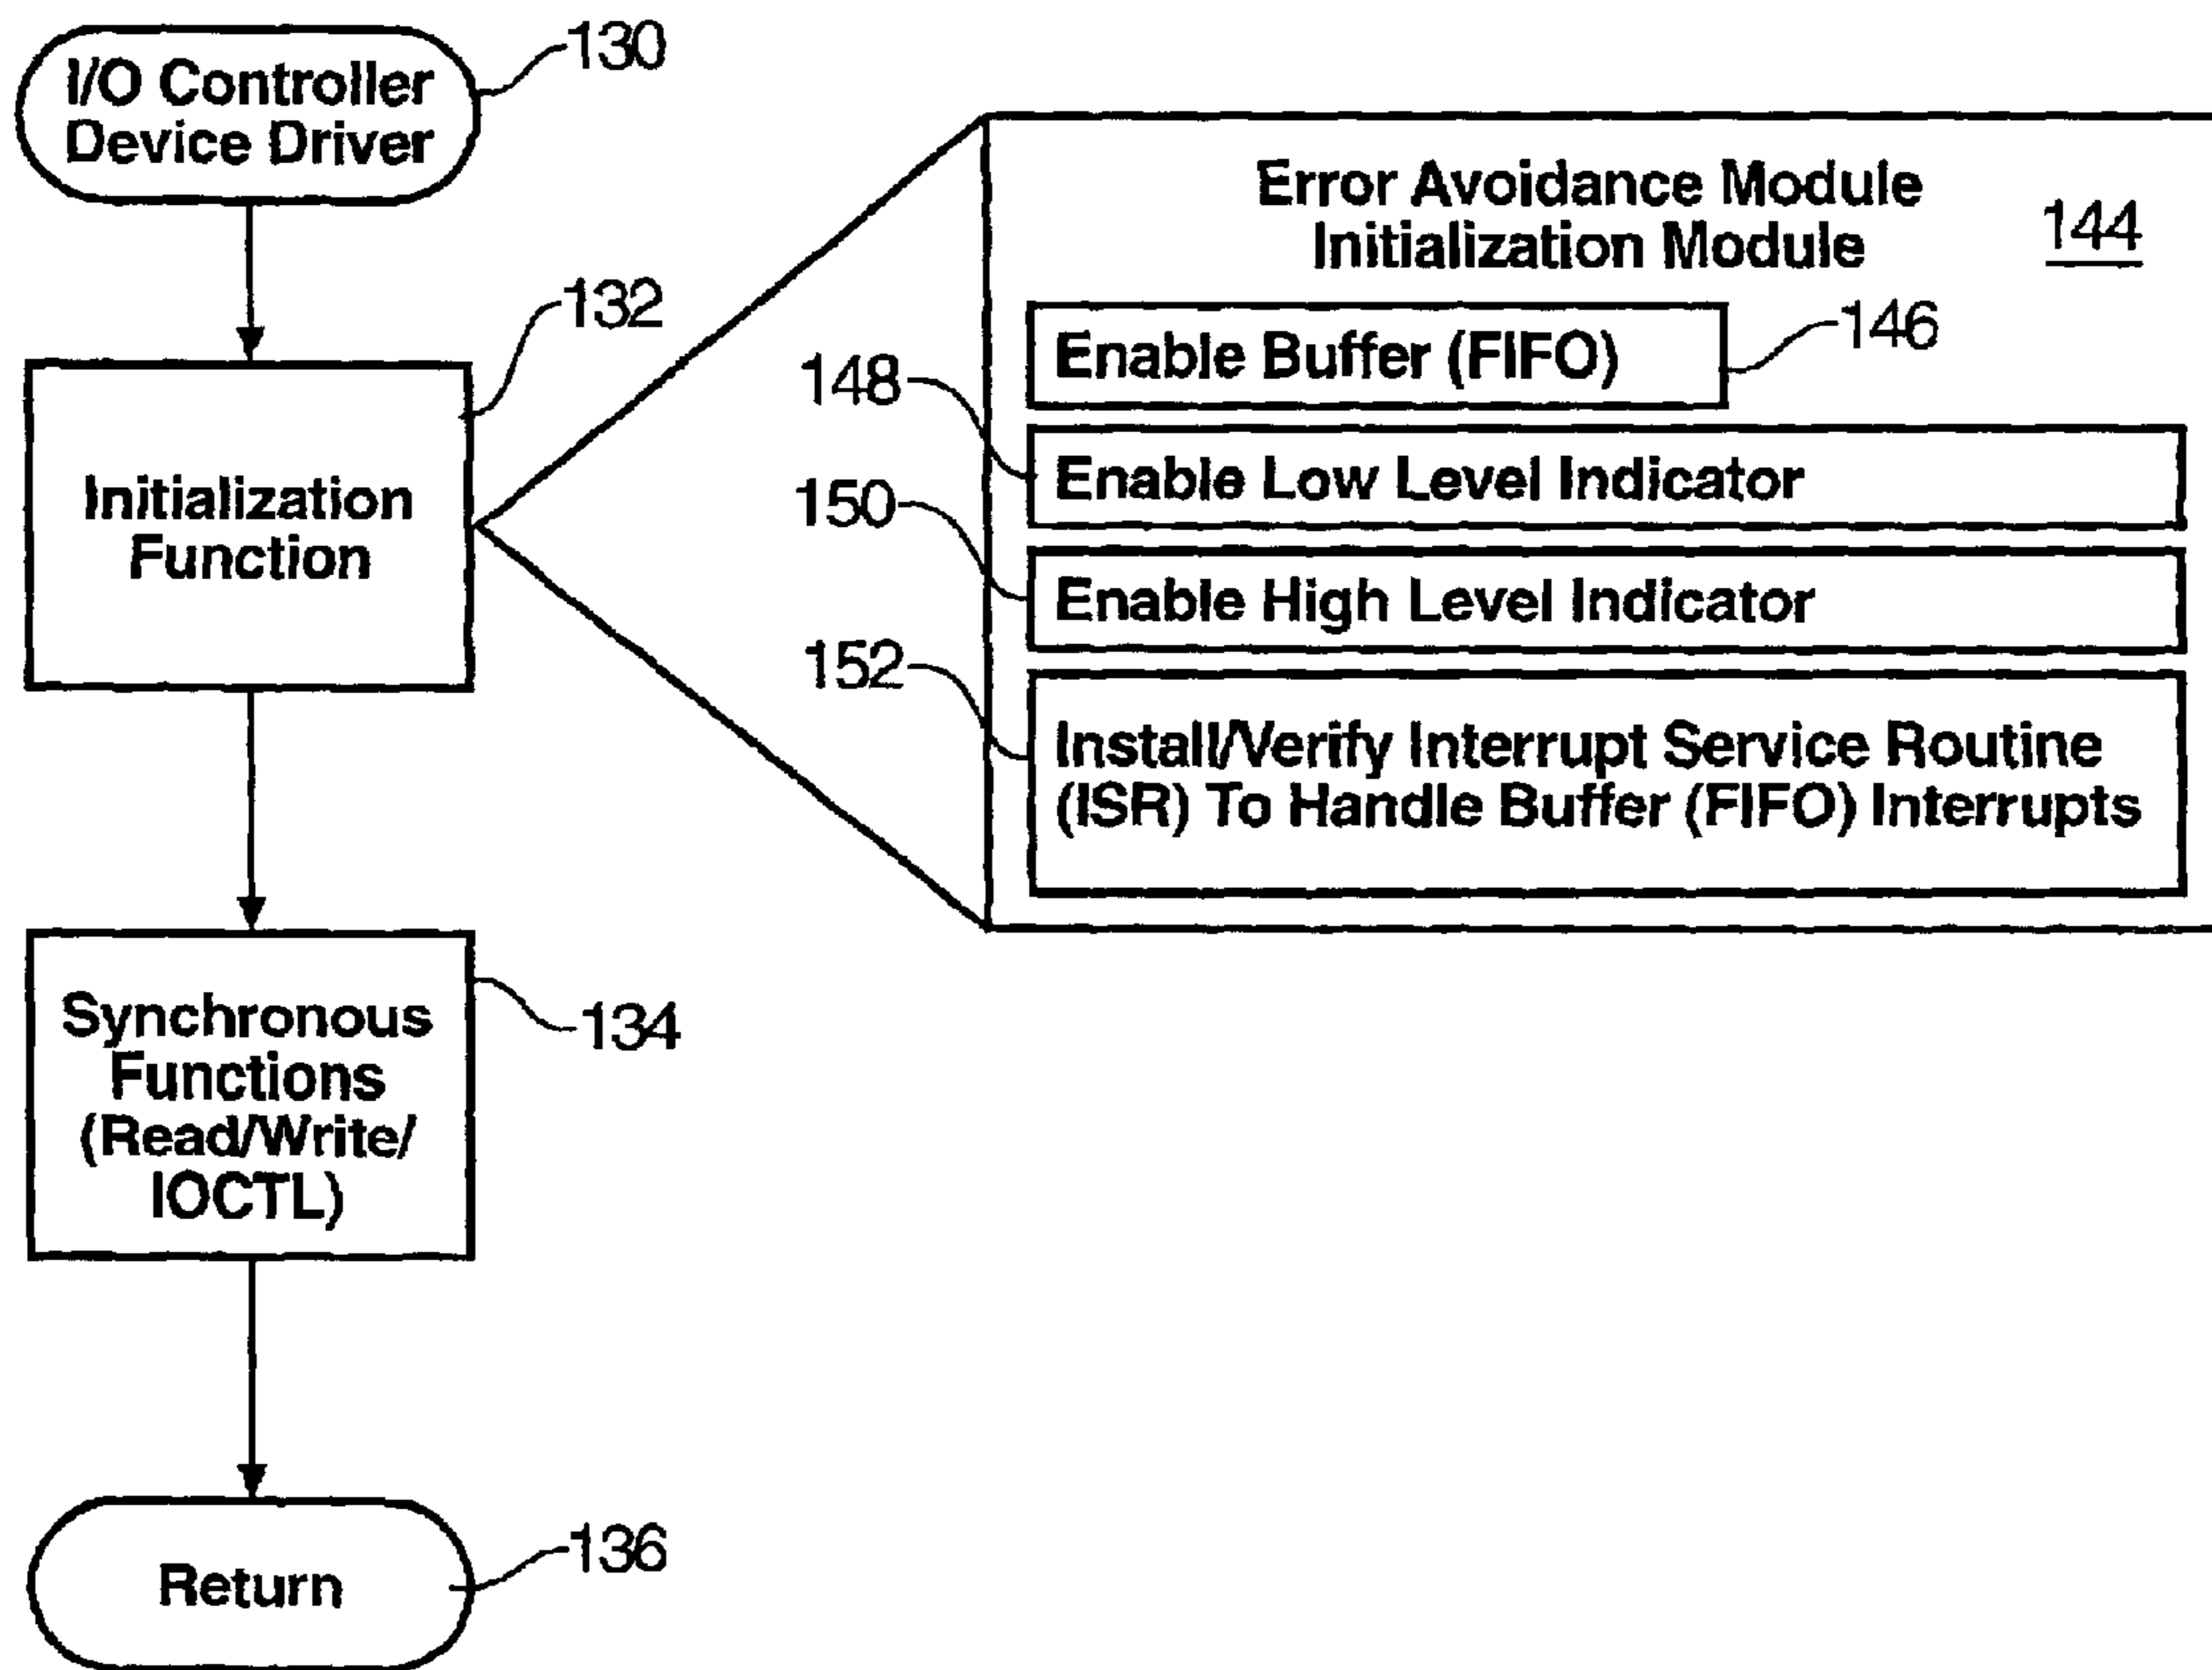 I/O Controller
Device Driver
130
132
Initialization
Function
Error Avoidance Module
Initialization Module
144
Enable Buffer (FIFO)
146
148
Enable Low Level Indicator
150
Enable High Level Indicator
152
Install/Verify Interrupt Service Routine
(ISR) To Handle Buffer (FIFO) Interrupts
Synchronous
Functions
(Read/Write/
IOCTL)
134
Return
136